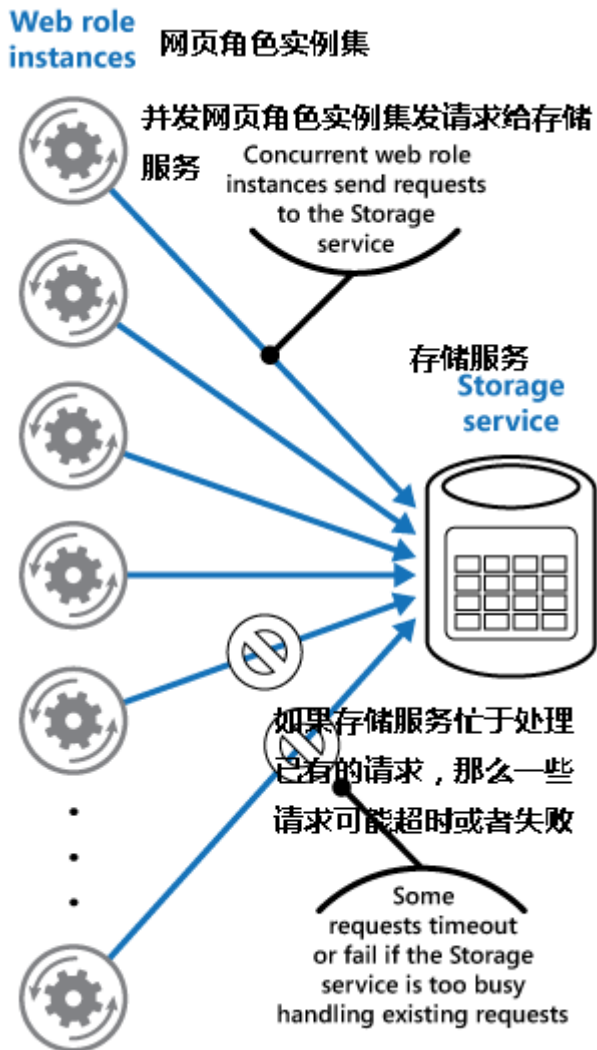 Web role
instances
网页角色实例集
并发网页角色实例集发请求给存储
服务
Concurrent web role
instances send requests
to the Storage
service
存储服务
Storage
service
如果存储服务忙于处理
已有的请求，那么一些
请求可能超时或者失败
Some
requests timeout
or fail if the Storage
service is too busy
handling existing requests